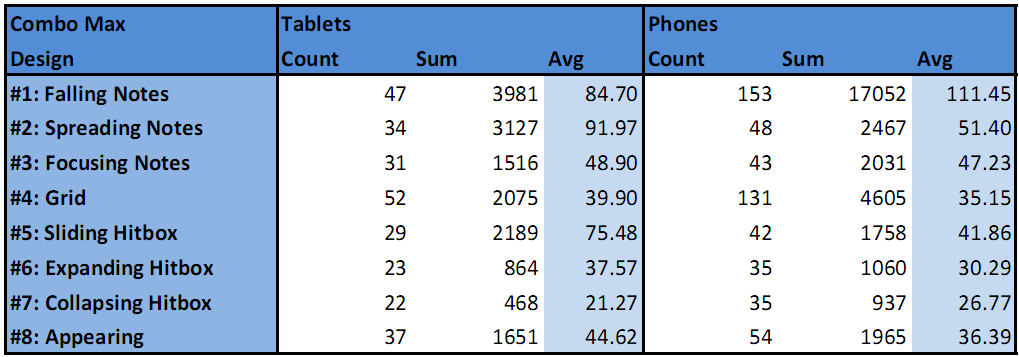 Combo Max Tablets Phones
Design Count Sum Avg Count Sum Avg
#1: Falling Notes 47 3981 84.70 153 17052 111.45
#2: Spreading Notes 34 3127 91.97 48 2467 51.40
#3: Focusing Notes 31 1516 48.90 43 2031 47.23
#4: Grid 52 2075 39.90 131 4605 35.15
#5: Sliding Hitbox 29 2189 75.48 42 1758 41.86
#6: Expanding Hitbox 23 864 37.57 35 1060 30.29
#7: Collapsing Hitbox 22 468 21.27 35 937 26.77
#8: Appearing 37 1651 44.62 54 1965 36.39